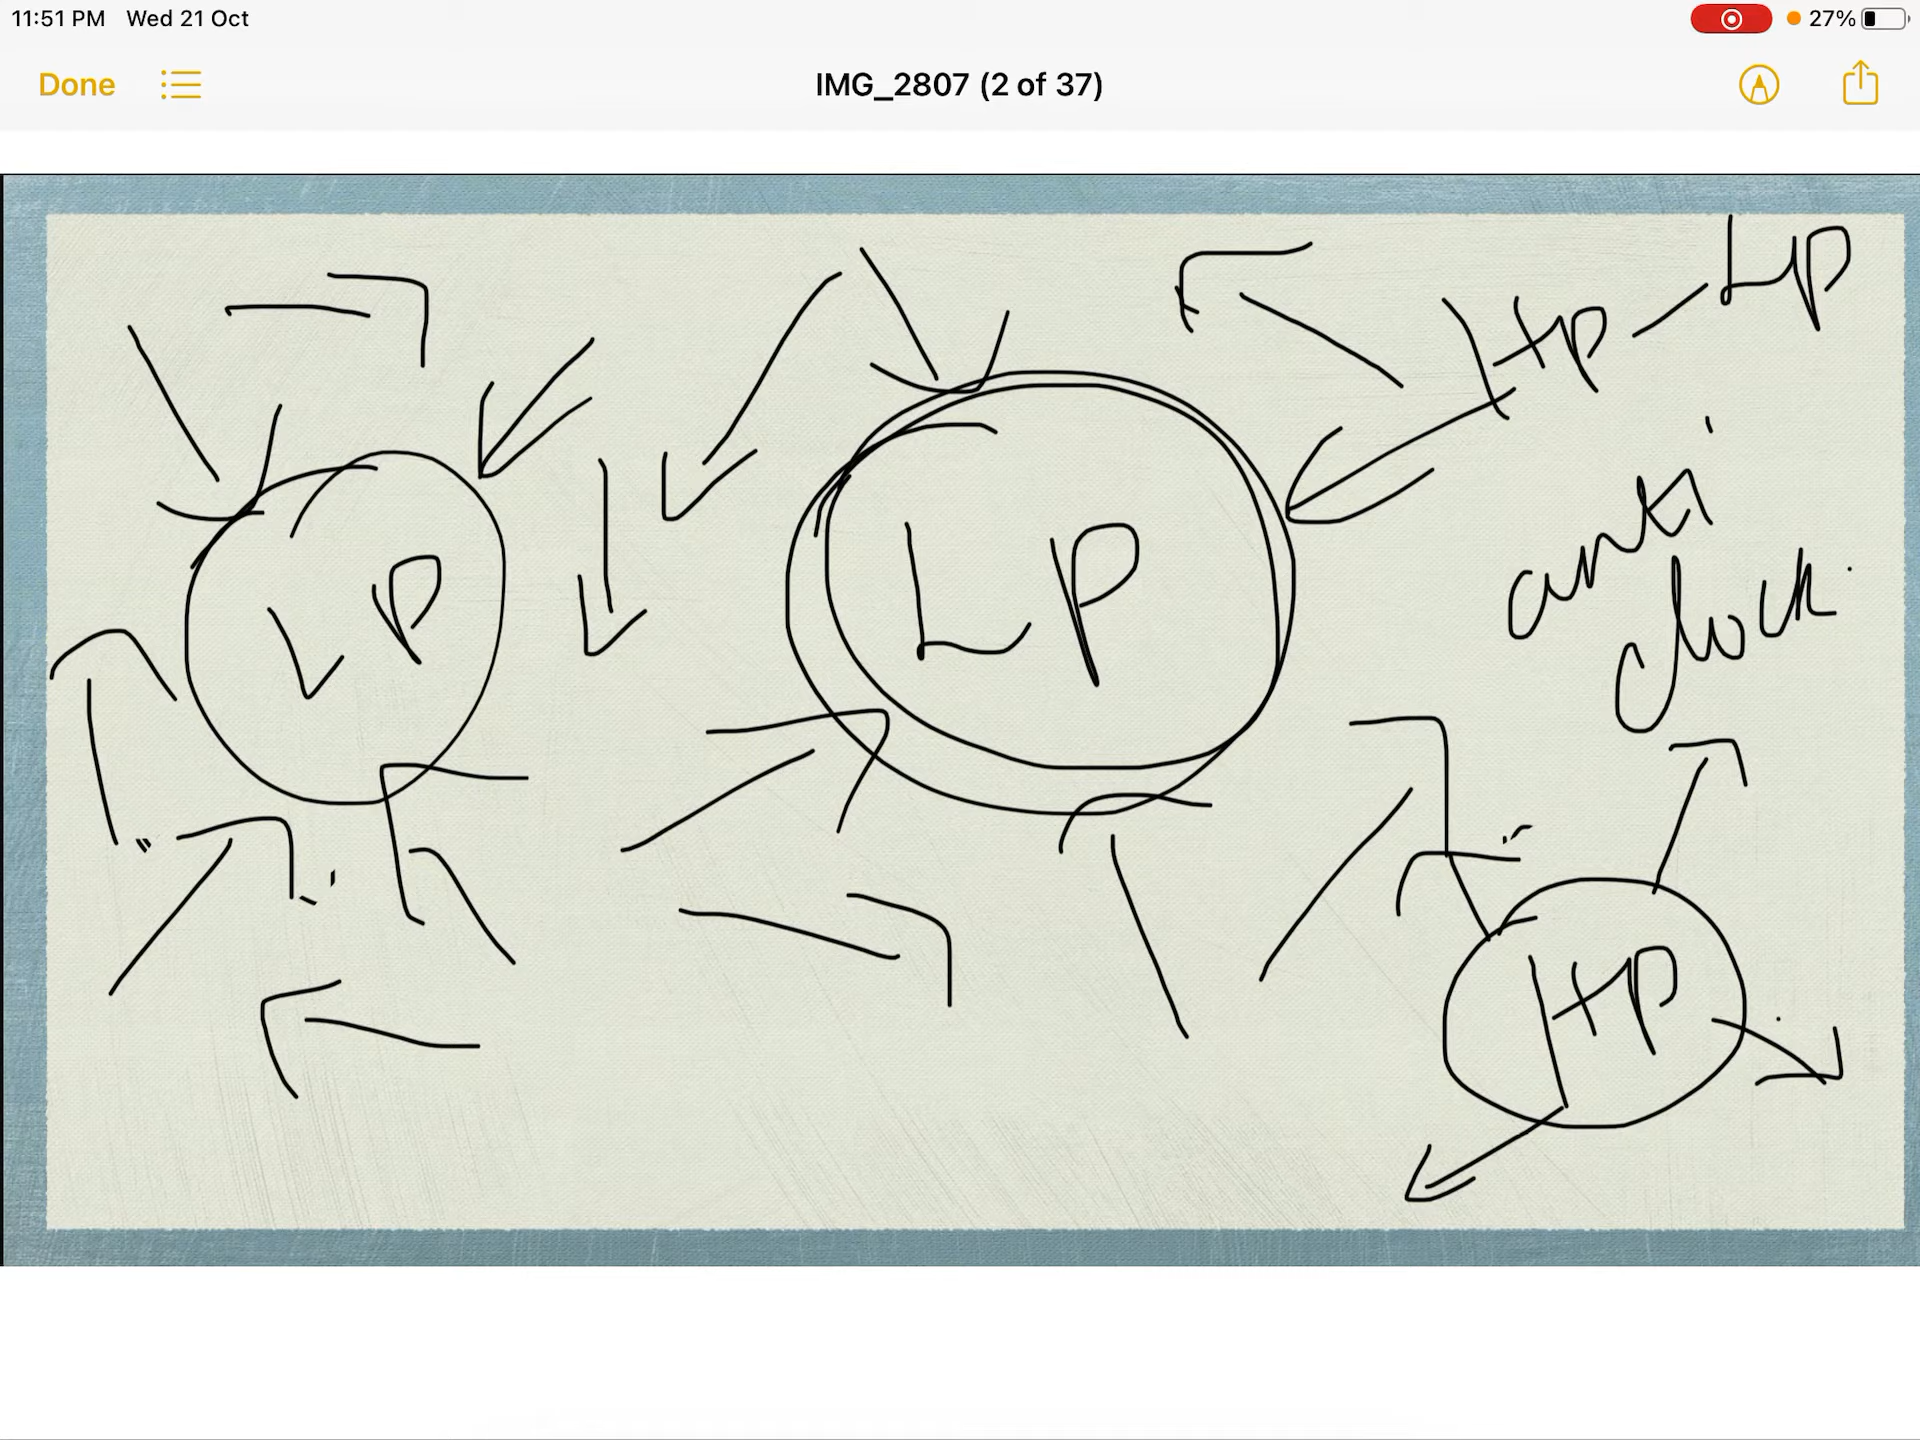 11:51 PM Wed 21 Oct
27%
Done
IMG_2807 (2 of 37)
HP - LP
anti
clock
LP
LP
HP